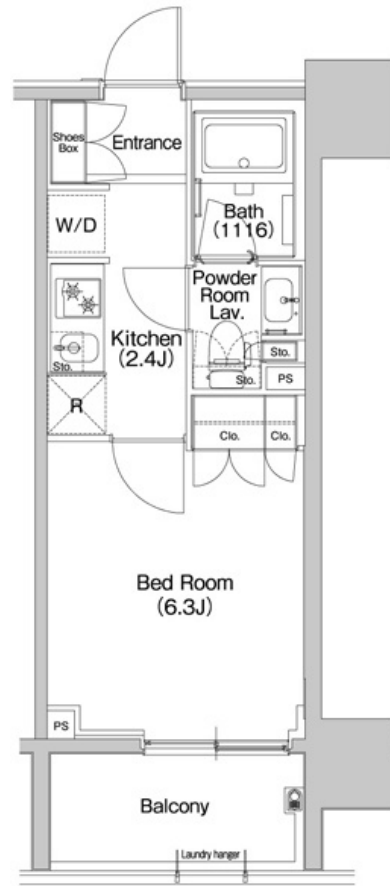 Shoes
Box
Entrance
W/D
Bath
(1116)
Powder
Room
Lav.
Kitchen
(2.4J)
Sto.
Sto.
Sto.
PS
R
Clo.
Clo.
Bed Room
(6.3J)
PS
Balcony
Laundry hanger